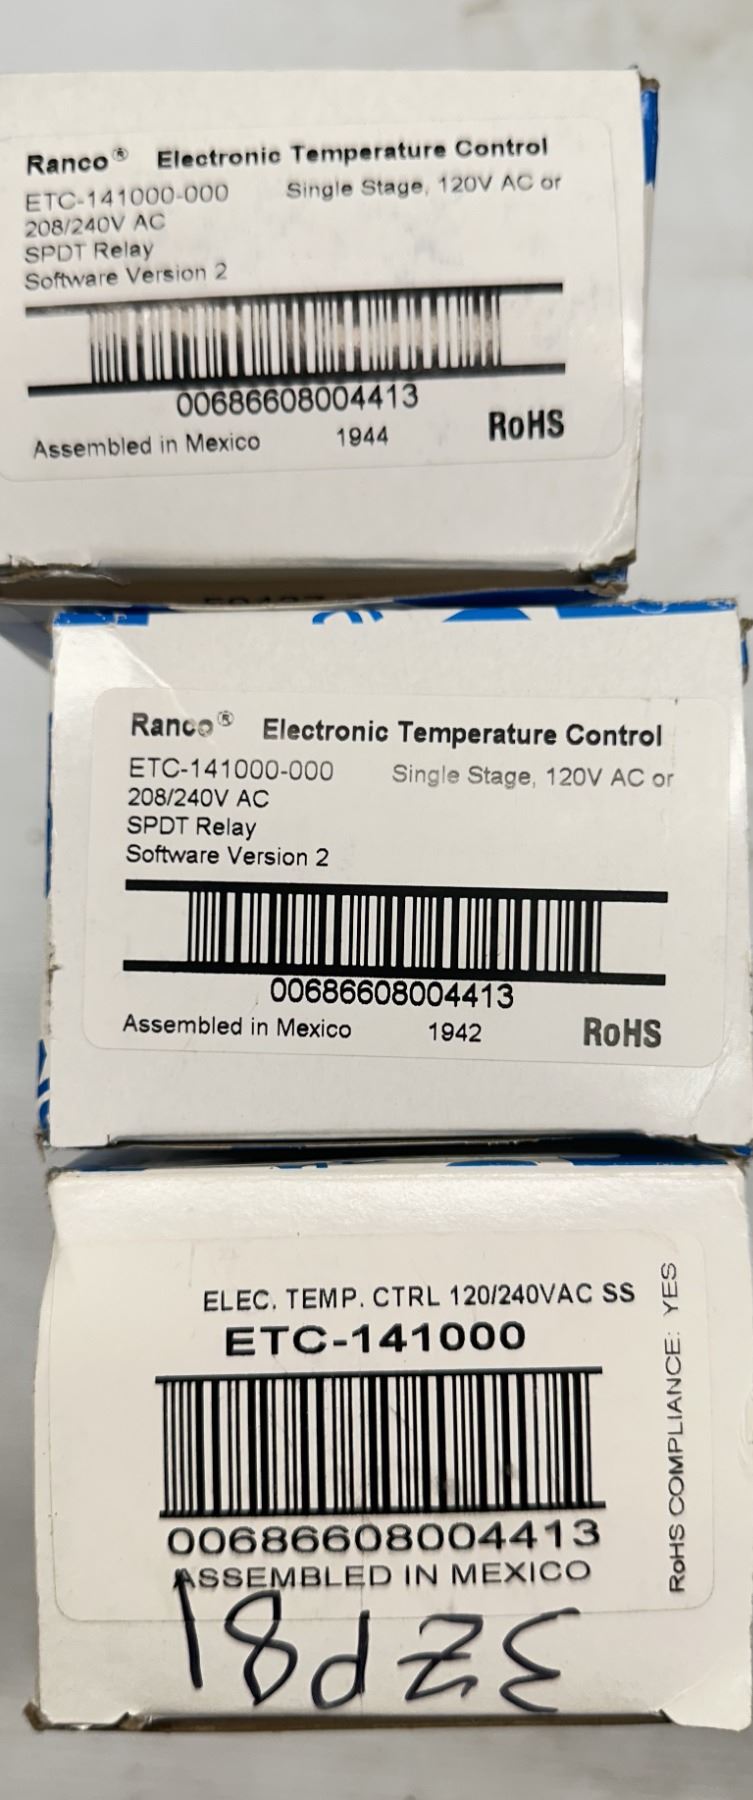 Ranco® Electronic Temperature Control
ETC-141000-000 Single Stage, 120V AC or
208/240V AC
SPDT Relay
Software Version 2
00686608004413
Assembled in Mexico 1944 RoHS
Ranco® Electronic Temperature Control
ETC-141000-000 Single Stage, 120V AC or
208/240V AC
SPDT Relay
Software Version 2
00686608004413
Assembled in Mexico 1942 RoHS
ELEC. TEMP. CTRL 120/240VAC SS
ETC-141000
00686608004413
ASSEMBLED IN MEXICO
RoHS COMPLIANCE: YES